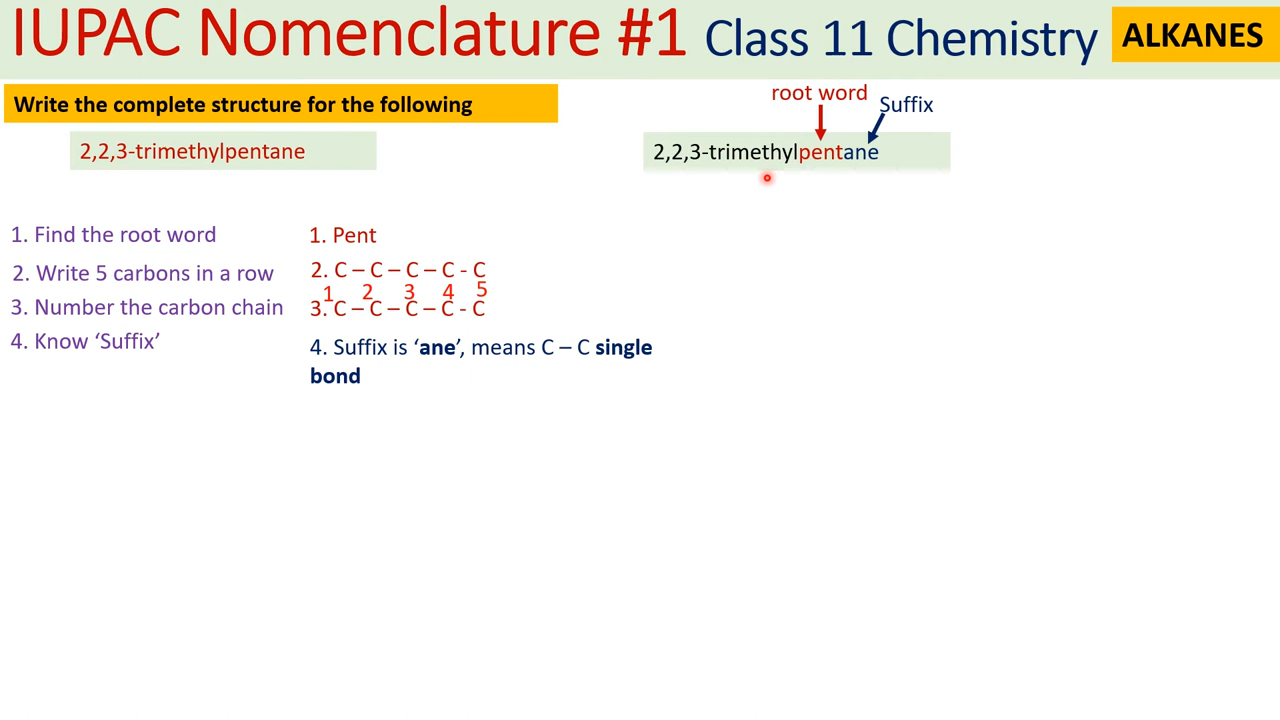 IUPAC Nomenclature #1 Class 11 Chemistry ALKANES
Write the complete structure for the following
root word
Suffix
2,2,3-trimethylpentane
2,2,3-trimethylpentane
1. Find the root word
1. Pent
2. Write 5 carbons in a row
2. C – C – C – C - C
1 2 3 4 5
3. Number the carbon chain
3. C – C – C – C - C
4. Know ‘Suffix’
4. Suffix is ‘ane’, means C – C single
bond